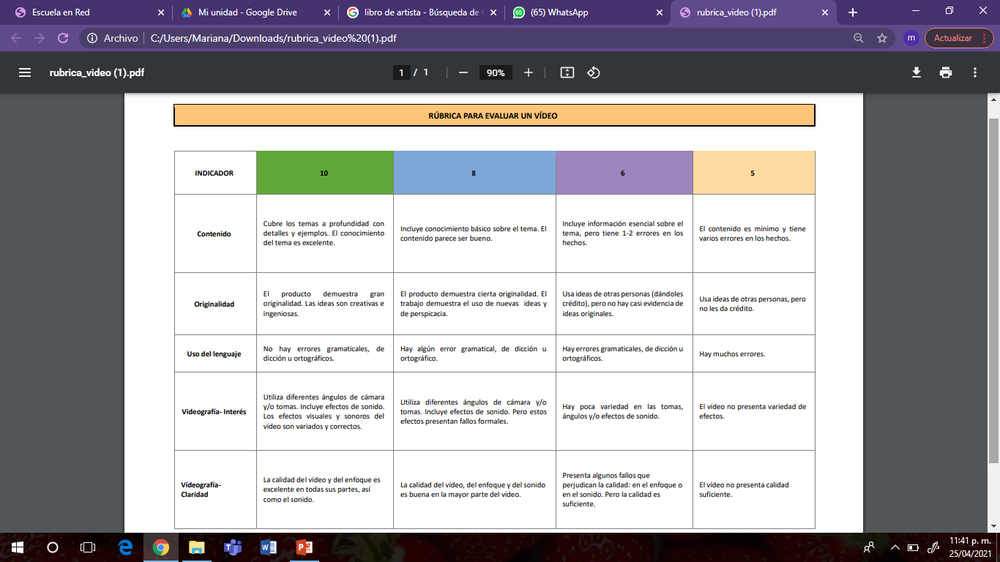 Escuela en Red
Mi unidad - Google Drive
libro de artista - Búsqueda de
(65) WhatsApp
rubrica_video (1).pdf
Archivo
C:/Users/Mariana/Downloads/rubrica_video%20(1).pdf
m
Actualizar
rubrica_video (1).pdf
1 / 1
90%
RÚBRICA PARA EVALUAR UN VÍDEO
INDICADOR
10
8
6
5
Contenido
Cubre los temas a profundidad con
detalles y ejemplos. El conocimiento
del tema es excelente.
Incluye conocimiento básico sobre el tema. El
contenido parece ser bueno.
Incluye información esencial sobre el
tema, pero tiene 1-2 errores en los
hechos.
El contenido es mínimo y tiene
varios errores en los hechos.
Originalidad
El producto demuestra gran
originalidad. Las ideas son creativas e
ingeniosas.
El producto demuestra cierta originalidad. El
trabajo demuestra el uso de nuevas ideas y
de perspicacia.
Usa ideas de otras personas (dándoles
crédito), pero no hay casi evidencia de
ideas originales.
Usa ideas de otras personas, pero
no les da crédito.
Uso del lenguaje
No hay errores gramaticales, de
dicción u ortográficos.
Hay algún error gramatical, de dicción u
ortográfico.
Hay errores gramaticales, de dicción u
ortográficos.
Hay muchos errores.
Videografía- Interés
Utiliza diferentes ángulos de cámara
y/o tomas. Incluye efectos de sonido.
Los efectos visuales y sonoros del
vídeo son variados y correctos.
Utiliza diferentes ángulos de cámara y/o
tomas. Incluye efectos de sonido. Pero estos
efectos presentan fallos formales.
Hay poca variedad en las tomas,
ángulos y/o efectos de sonido.
El vídeo no presenta variedad de
efectos.
Vídeografía-
Claridad
La calidad del vídeo y del enfoque es
excelente en todas sus partes, así
como el sonido.
La calidad del vídeo, del enfoque y del sonido
es buena en la mayor parte del vídeo.
Presenta algunos fallos que
perjudican la calidad: en el enfoque o
en el sonido. Pero la calidad es
suficiente.
El vídeo no presenta calidad
suficiente.
11:41 p. m.
25/04/2021